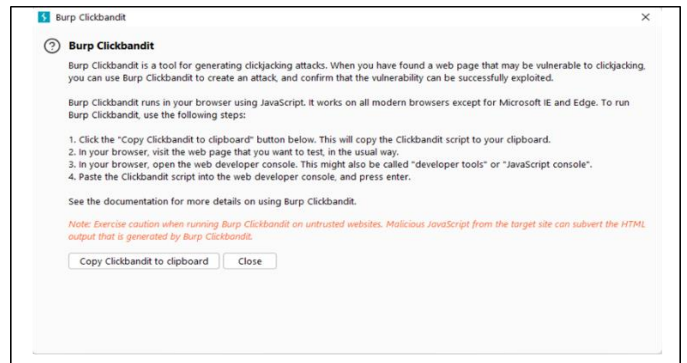 Burp Clickbandit
Burp Clickbandit
Burp Clickbandit is a tool for generating clickjacking attacks. When you have found a web page that may be vulnerable to clickjacking,
you can use Burp Clickbandit to create an attack, and confirm that the vulnerability can be successfully exploited.
Burp Clickbandit runs in your browser using JavaScript. It works on all modern browsers except for Microsoft IE and Edge. To run
Burp Clickbandit, use the following steps:
1. Click the "Copy Clickbandit to clipboard" button below. This will copy the Clickbandit script to your clipboard.
2. In your browser, visit the web page that you want to test, in the usual way.
3. In your browser, open the web developer console. This might also be called "developer tools" or "JavaScript console".
4. Paste the Clickbandit script into the web developer console, and press enter.
See the documentation for more details on using Burp Clickbandit.
Note: Exercise caution when running Burp Clickbandit on untrusted websites. Malicious JavaScript from the target site can subvert the HTML
output that is generated by Burp Clickbandit.
Copy Clickbandit to clipboard Close